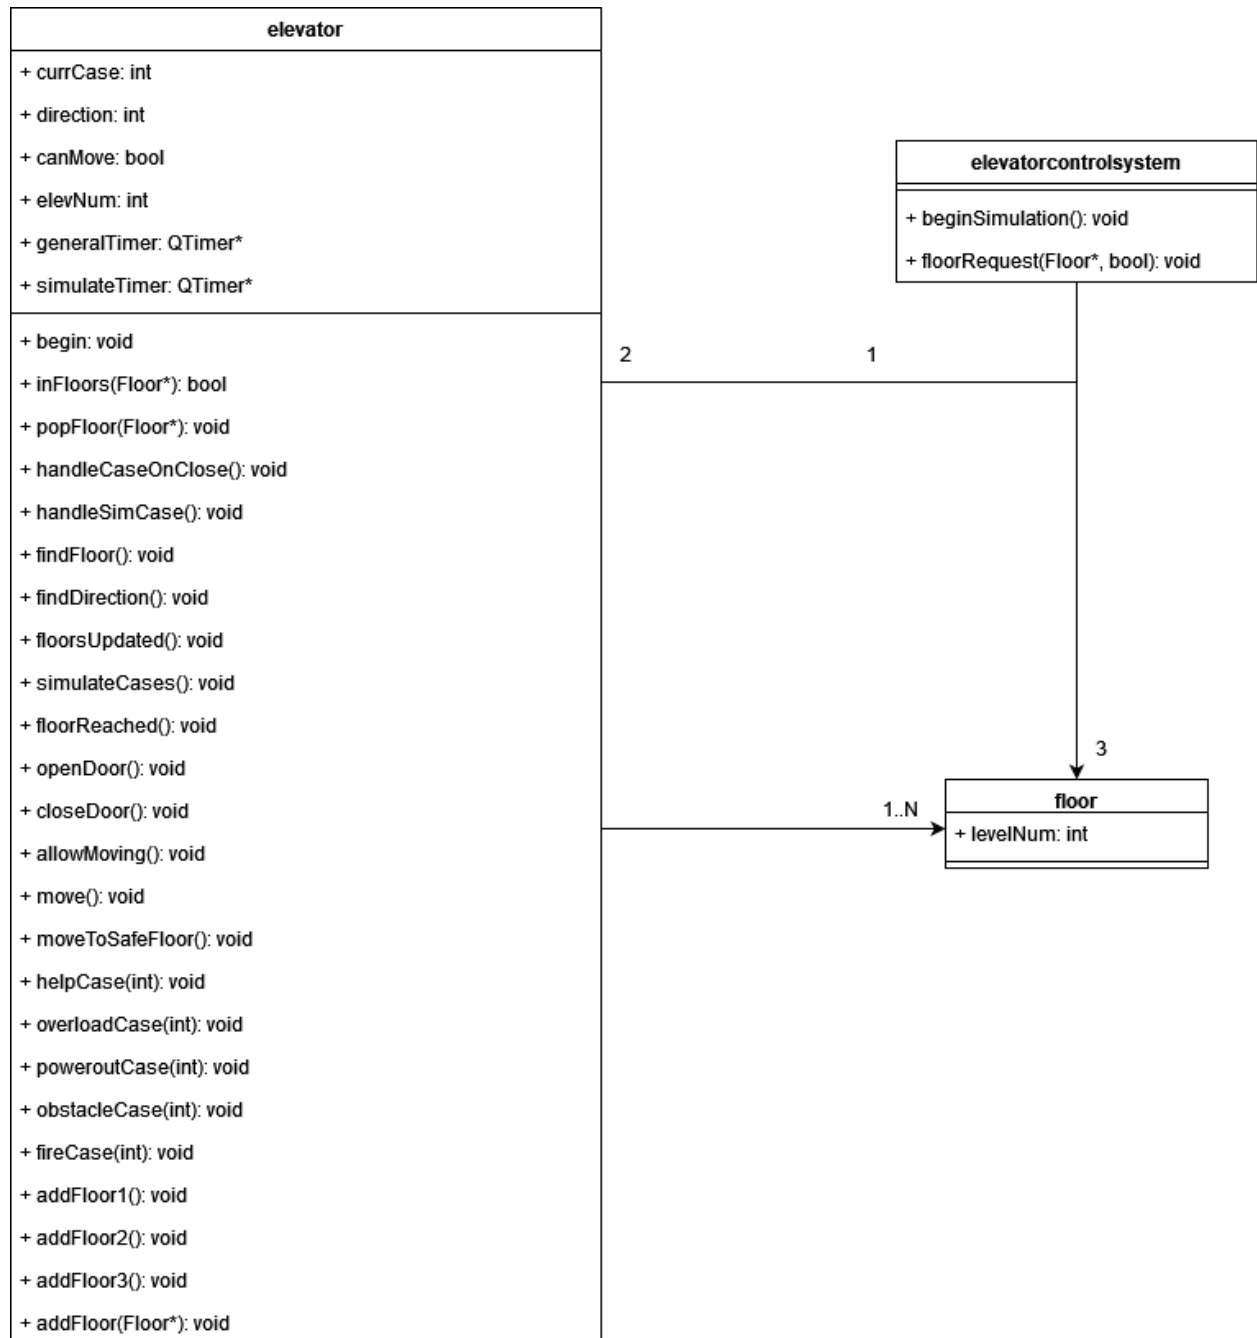 elevator
+ currCase: int
+ direction: int
+ canMove: bool
+ elevNum: int
+ generalTimer: QTimer*
+ simulateTimer: QTimer*
+ begin: void
+ inFloors(Floor*): bool
+ popFloor(Floor*): void
+ handleCaseOnClose(): void
+ handleSimCase(): void
+ findFloor(): void
+ findDirection(): void
+ floorsUpdated(): void
+ simulateCases(): void
+ floorReached(): void
+ openDoor(): void
+ closeDoor(): void
+ allowMoving(): void
+ move(): void
+ moveToSafeFloor(): void
+ helpCase(int): void
+ overloadCase(int): void
+ poweroutCase(int): void
+ obstacleCase(int): void
+ fireCase(int): void
+ addFloor1(): void
+ addFloor2(): void
+ addFloor3(): void
+ addFloor(Floor*): void
elevatorcontrolsystem
+ beginSimulation(): void
+ floorRequest(Floor*, bool): void
2
1
3
1..N
floor
+ levelNum: int